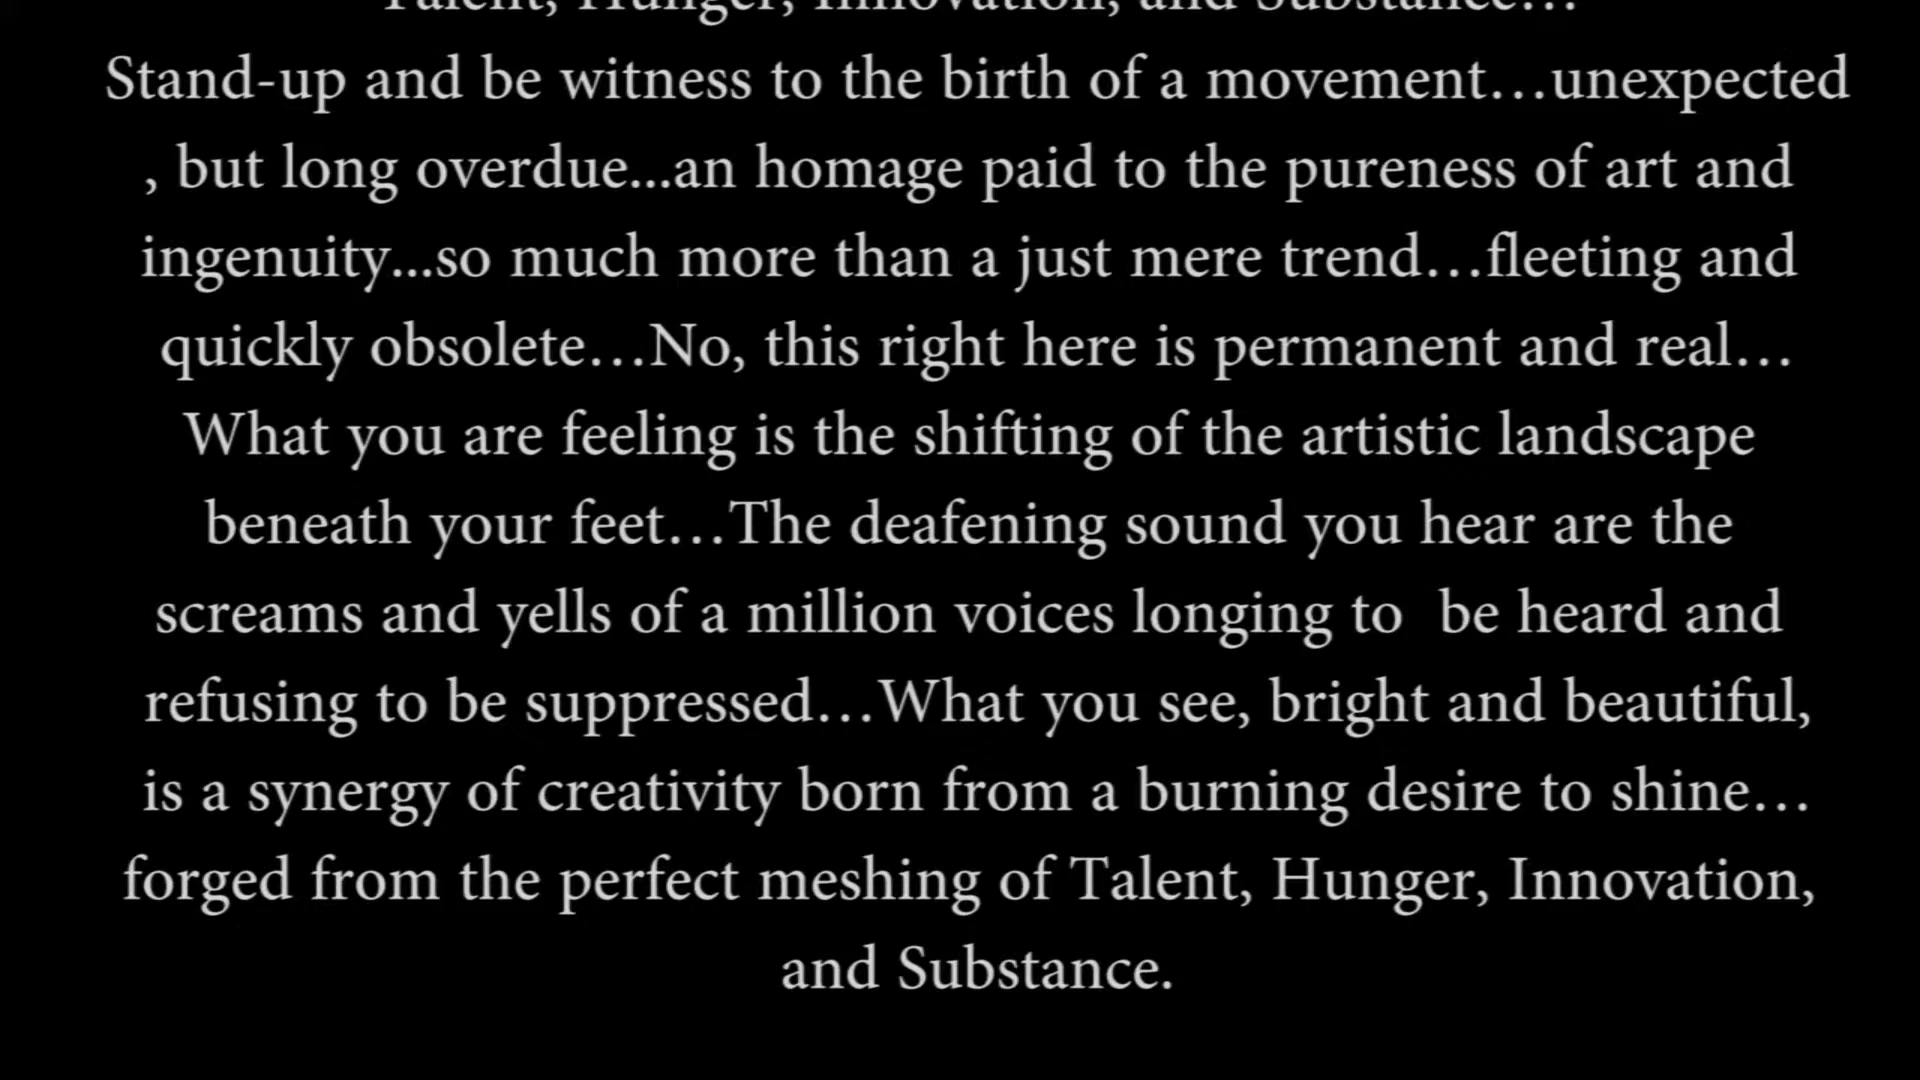 Talent, Hunger, Innovation, and Substance…
Stand-up and be witness to the birth of a movement…unexpected
, but long overdue...an homage paid to the pureness of art and
ingenuity...so much more than a just mere trend…fleeting and
quickly obsolete…No, this right here is permanent and real…
What you are feeling is the shifting of the artistic landscape
beneath your feet…The deafening sound you hear are the
screams and yells of a million voices longing to  be heard and
refusing to be suppressed…What you see, bright and beautiful,
is a synergy of creativity born from a burning desire to shine…
forged from the perfect meshing of Talent, Hunger, Innovation,
and Substance.